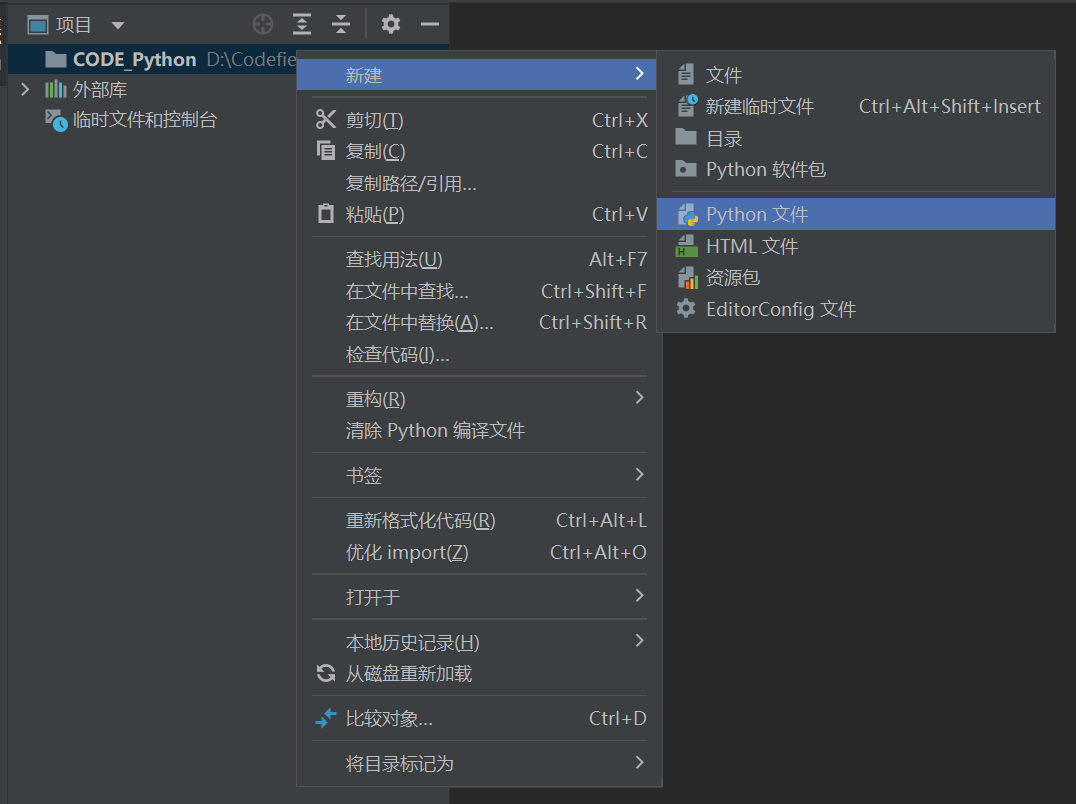 项目
CODE_Python D:\Codefie
外部库
临时文件和控制台
新建
剪切(T) Ctrl+X
复制(C) Ctrl+C
复制路径/引用...
粘贴(P) Ctrl+V
查找用法(U) Alt+F7
在文件中查找... Ctrl+Shift+F
在文件中替换(A)... Ctrl+Shift+R
检查代码(I)...
重构(R)
清除 Python 编译文件
书签
重新格式化代码(R) Ctrl+Alt+L
优化 import(Z) Ctrl+Alt+O
打开于
本地历史记录(H)
从磁盘重新加载
比较对象... Ctrl+D
将目录标记为
文件
新建临时文件 Ctrl+Alt+Shift+Insert
目录
Python 软件包
Python 文件
HTML 文件
资源包
EditorConfig 文件